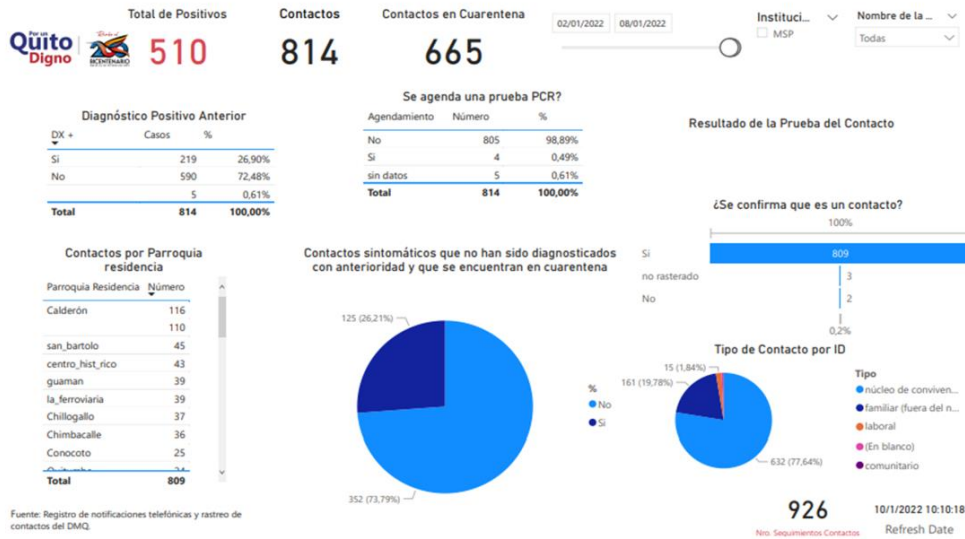 Por un
Quito
Digno
BICENTENARIO
Total de Positivos
510
Contactos
814
Contactos en Cuarentena
665
02/01/2022 08/01/2022
Instituci...
MSP
Nombre de la ...
Todas
Diagnóstico Positivo Anterior
DX + Casos %
Si 219 26,90%
No 590 72,48%
5 0,61%
Total 814 100,00%
Se agenda una prueba PCR?
Agendamiento Número %
No 805 98,89%
Si 4 0,49%
sin datos 5 0,61%
Total 814 100,00%
Resultado de la Prueba del Contacto
¿Se confirma que es un contacto?
100%
Si 809
no rasterado 3
No 2
0,2%
Contactos por Parroquia
residencia
Parroquia Residencia Número
Calderón 116
110
san_bartolo 45
centro_hist_rico 43
guaman 39
la_ferroviaria 39
Chillogallo 37
Chimbacalle 36
Conocoto 25
Total 809
Contactos sintomáticos que no han sido diagnosticados
con anterioridad y que se encuentran en cuarentena
125 (26,21%)
352 (73,79%)
%
No
Si
Tipo de Contacto por ID
15 (1,84%)
161 (19,78%)
632 (77,64%)
Tipo
núcleo de conviven...
familiar (fuera del n...
laboral
(En blanco)
comunitario
Fuente: Registro de notificaciones telefónicas y rastreo de
contactos del DMQ.
926
Nro. Seguimientos Contactos
10/1/2022 10:10:18
Refresh Date